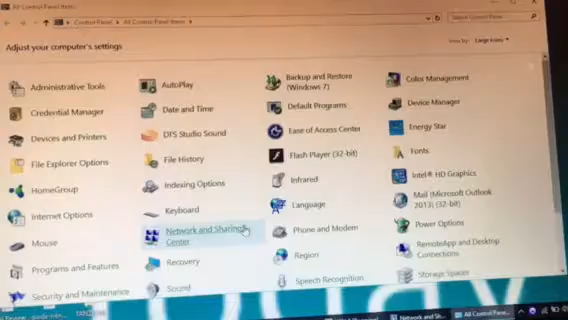 All Control Panel Items
Control Panel > All Control Panel Items >
Search Control Panel
Adjust your computer's settings
View by: Large icons
Administrative Tools
AutoPlay
Backup and Restore
(Windows 7)
Color Management
Credential Manager
Date and Time
Default Programs
Device Manager
Devices and Printers
DTS Studio Sound
Ease of Access Center
Energy Star
File Explorer Options
File History
Flash Player (32-bit)
Fonts
HomeGroup
Indexing Options
Infrared
Intel® HD Graphics
Internet Options
Keyboard
Language
Mail (Microsoft Outlook
2013) (32-bit)
Mouse
Network and Sharing
Center
Phone and Modem
Power Options
Programs and Features
Recovery
Region
RemoteApp and Desktop
Connections
Security and Maintenance
Sound
Speech Recognition
Storage Spaces
Network and Sh...
All Control Pane...